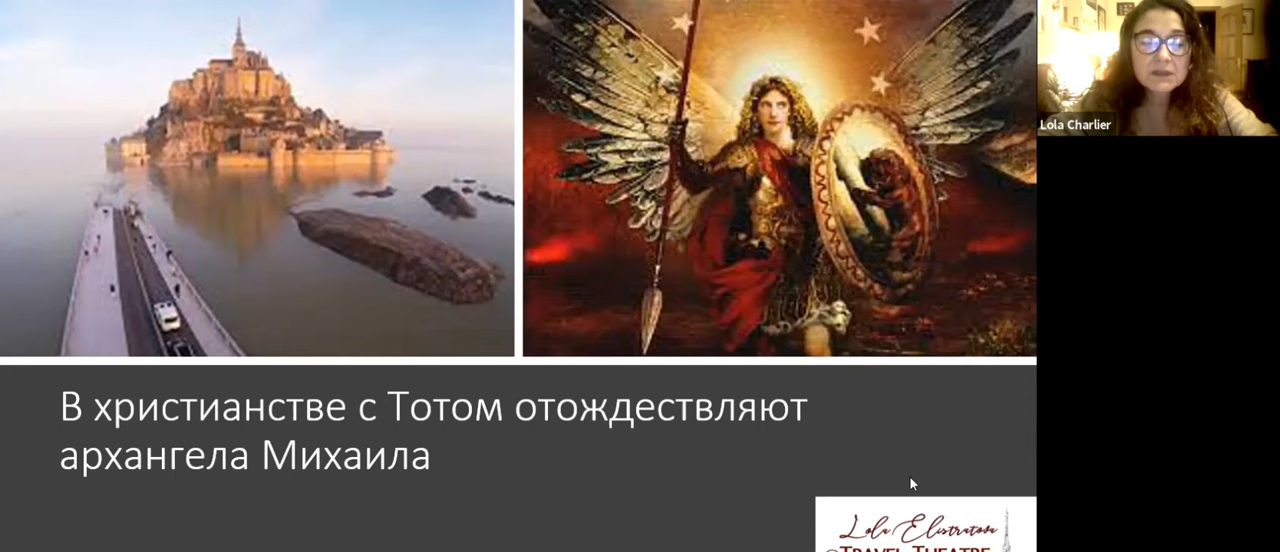 Lola Charlier
В христианстве с Тотом отождествляют
архангела Михаила
Lola Elistratova
TRAVEL THEATRE